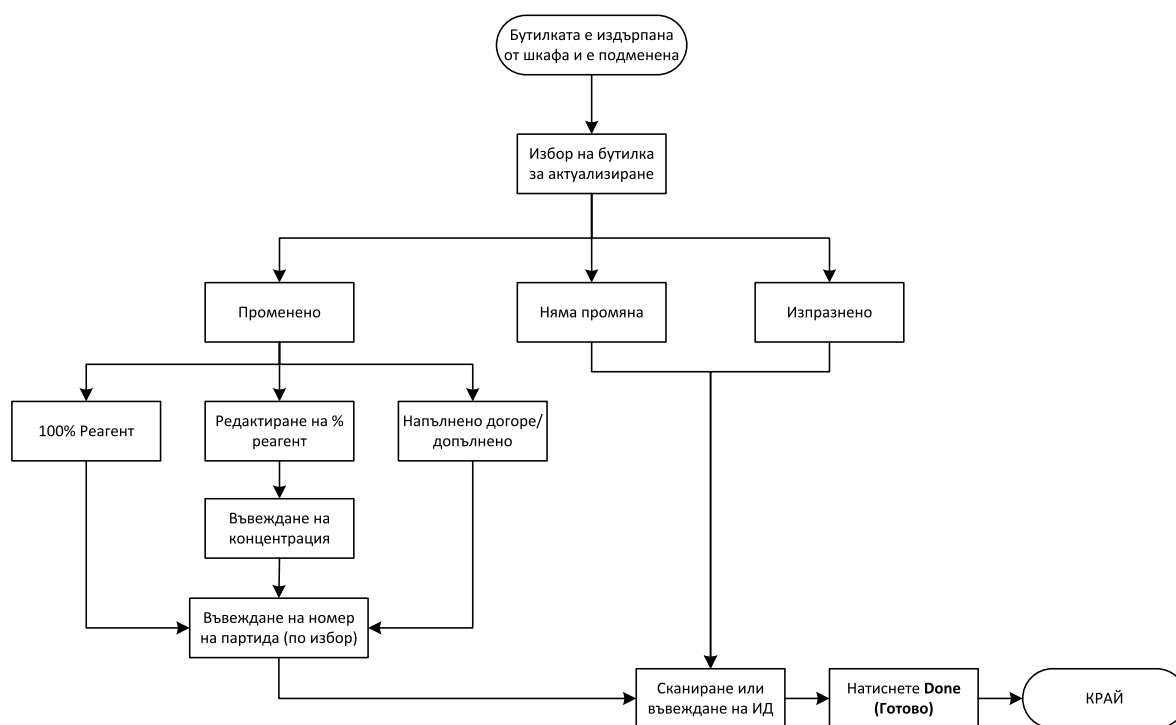 Бутилката е издърпана
от шкафа и е подменена
Избор на бутилка
за актуализиране
Променено
Няма промяна
Изпразнено
100% Реагент
Редактиране на %
реагент
Напълнено догоре/
допълнено
Въвеждане на
концентрация
Въвеждане на номер
на партида (по избор)
Сканиране или
въвеждане на ИД
Натиснете Done
(Готово)
КРАЙ